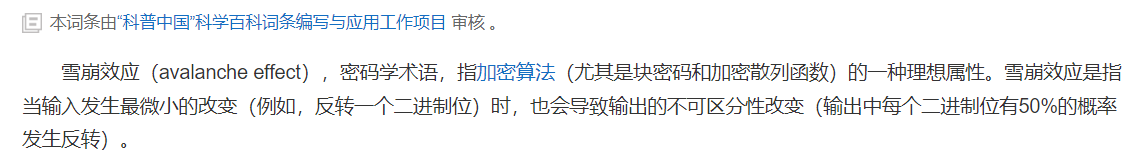 本词条由“科普中国”科学百科词条编写与应用工作项目 审核 。
雪崩效应（avalanche effect），密码学术语，指加密算法（尤其是块密码和加密散列函数）的一种理想属性。雪崩效应是指
当输入发生最微小的改变（例如，反转一个二进制位）时，也会导致输出的不可区分性改变（输出中每个二进制位有50%的概率
发生反转）。